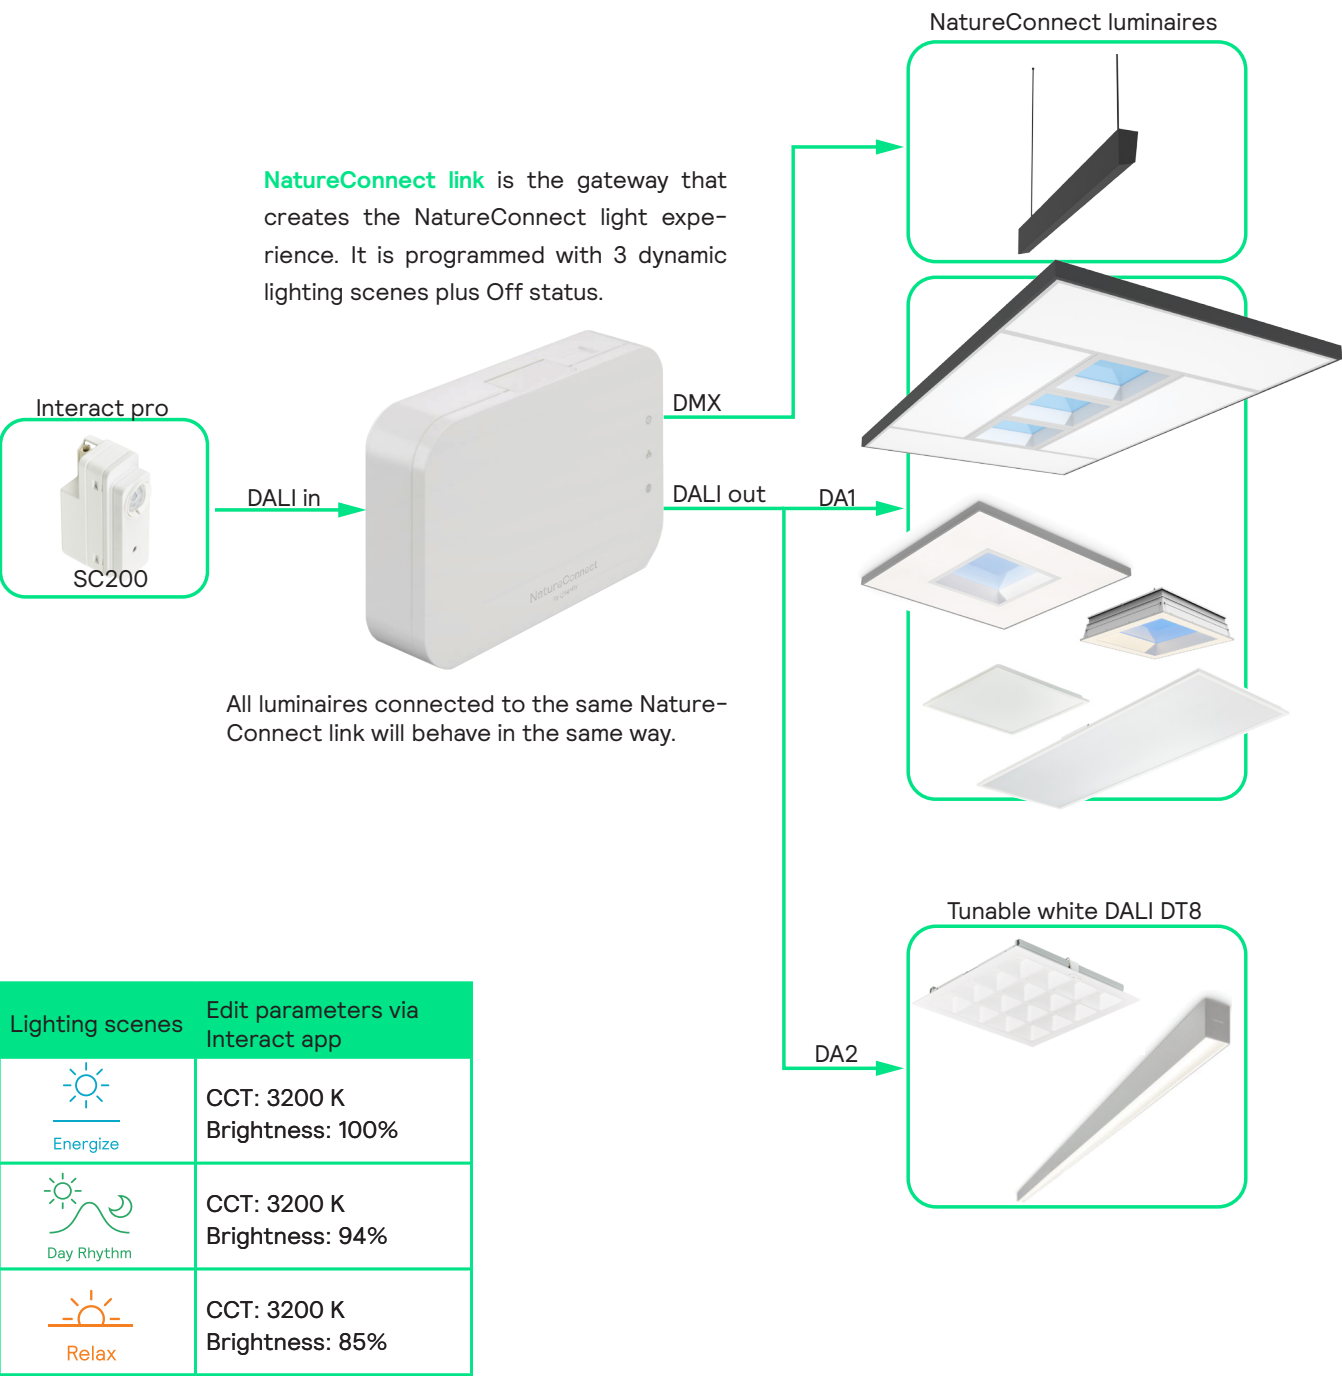 NatureConnect luminaires
NatureConnect link is the gateway that
creates the NatureConnect light expe-
rience. It is programmed with 3 dynamic
lighting scenes plus Off status.
Interact pro
SC200
DALI in
DMX
DALI out
DA1
NatureConnect
All luminaires connected to the same Nature-
Connect link will behave in the same way.
Tunable white DALI DT8
DA2
Lighting scenes
Edit parameters via
Interact app
Energize
CCT: 3200 K
Brightness: 100%
Day Rhythm
CCT: 3200 K
Brightness: 94%
Relax
CCT: 3200 K
Brightness: 85%